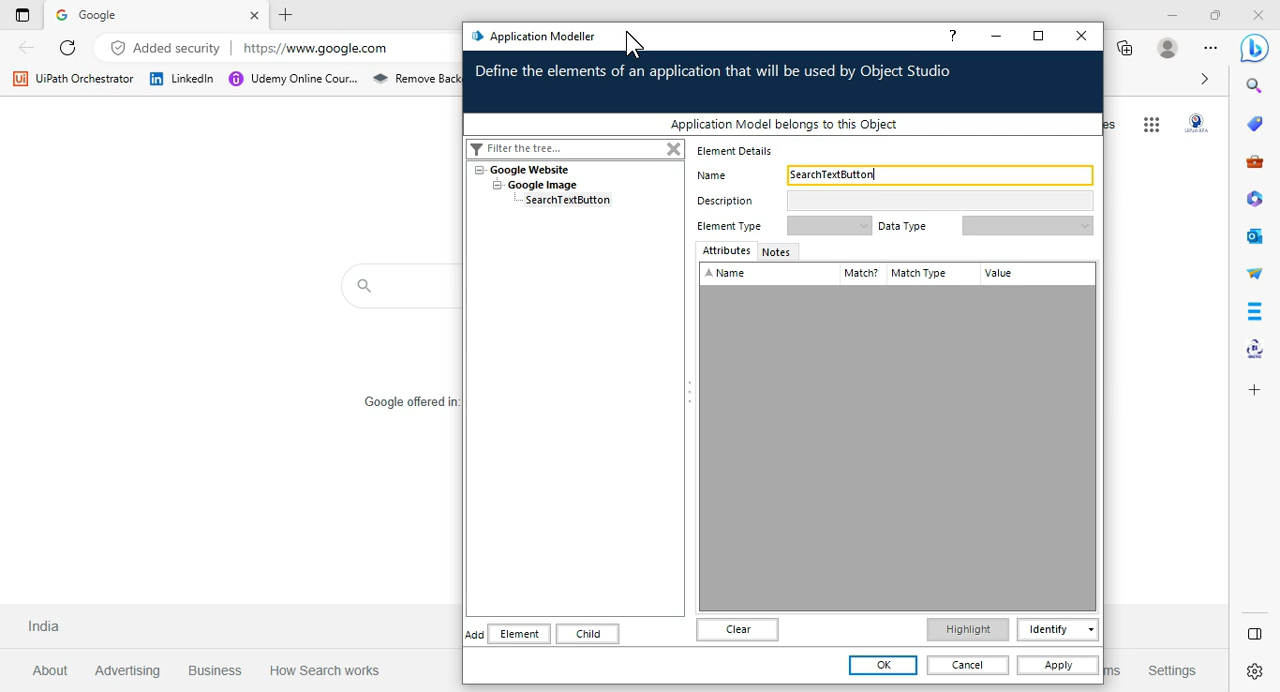 Google
Added security
https://www.google.com
UiPath Orchestrator
LinkedIn
Udemy Online Cour...
Remove Back
Application Modeller
?
Define the elements of an application that will be used by Object Studio
Application Model belongs to this Object
Filter the tree...
Google Website
Google Image
SearchTextButton
Element Details
Name
SearchTextButton
Description
Element Type
Data Type
Attributes
Notes
Name
Match?
Match Type
Value
es
Google offered in:
Add
Element
Child
Clear
Highlight
Identify
OK
Cancel
Apply
India
About
Advertising
Business
How Search works
ms
Settings